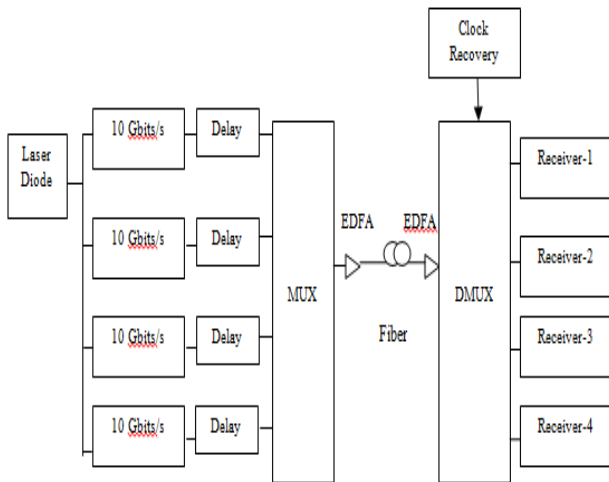 Clock
Recovery
Laser
Diode
10 Gbits/s
Delay
10 Gbits/s
Delay
10 Gbits/s
Delay
10 Gbits/s
Delay
MUX
EDFA
EDFA
Fiber
DMUX
Receiver-1
Receiver-2
Receiver-3
Receiver-4